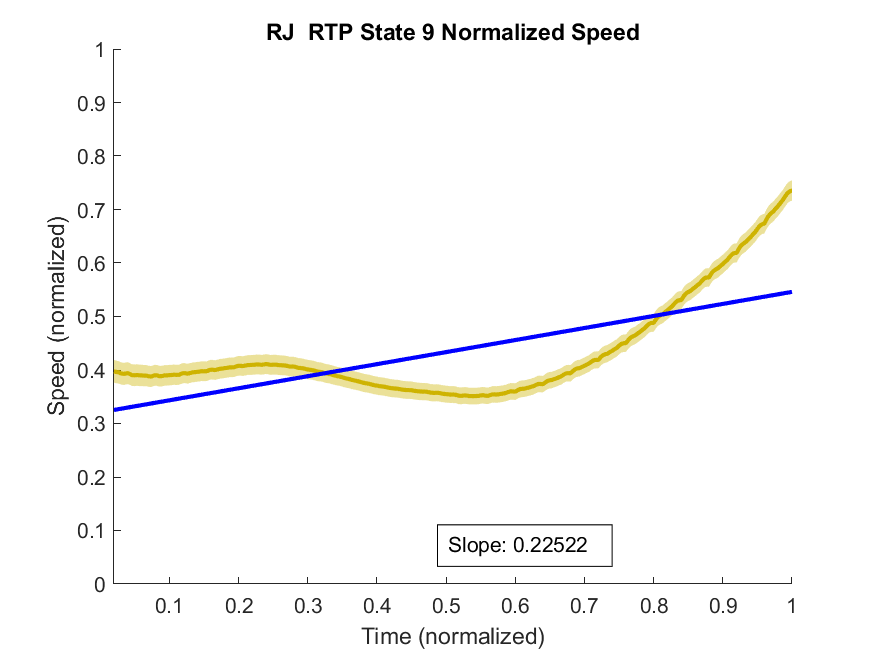 RJ  RTP State 9 Normalized Speed
1
0.9
0.8
0.7
0.6
0.5
0.4
0.3
0.2
0.1
0
Speed (normalized)
Slope: 0.22522
0.1 0.2 0.3 0.4 0.5 0.6 0.7 0.8 0.9 1
Time (normalized)